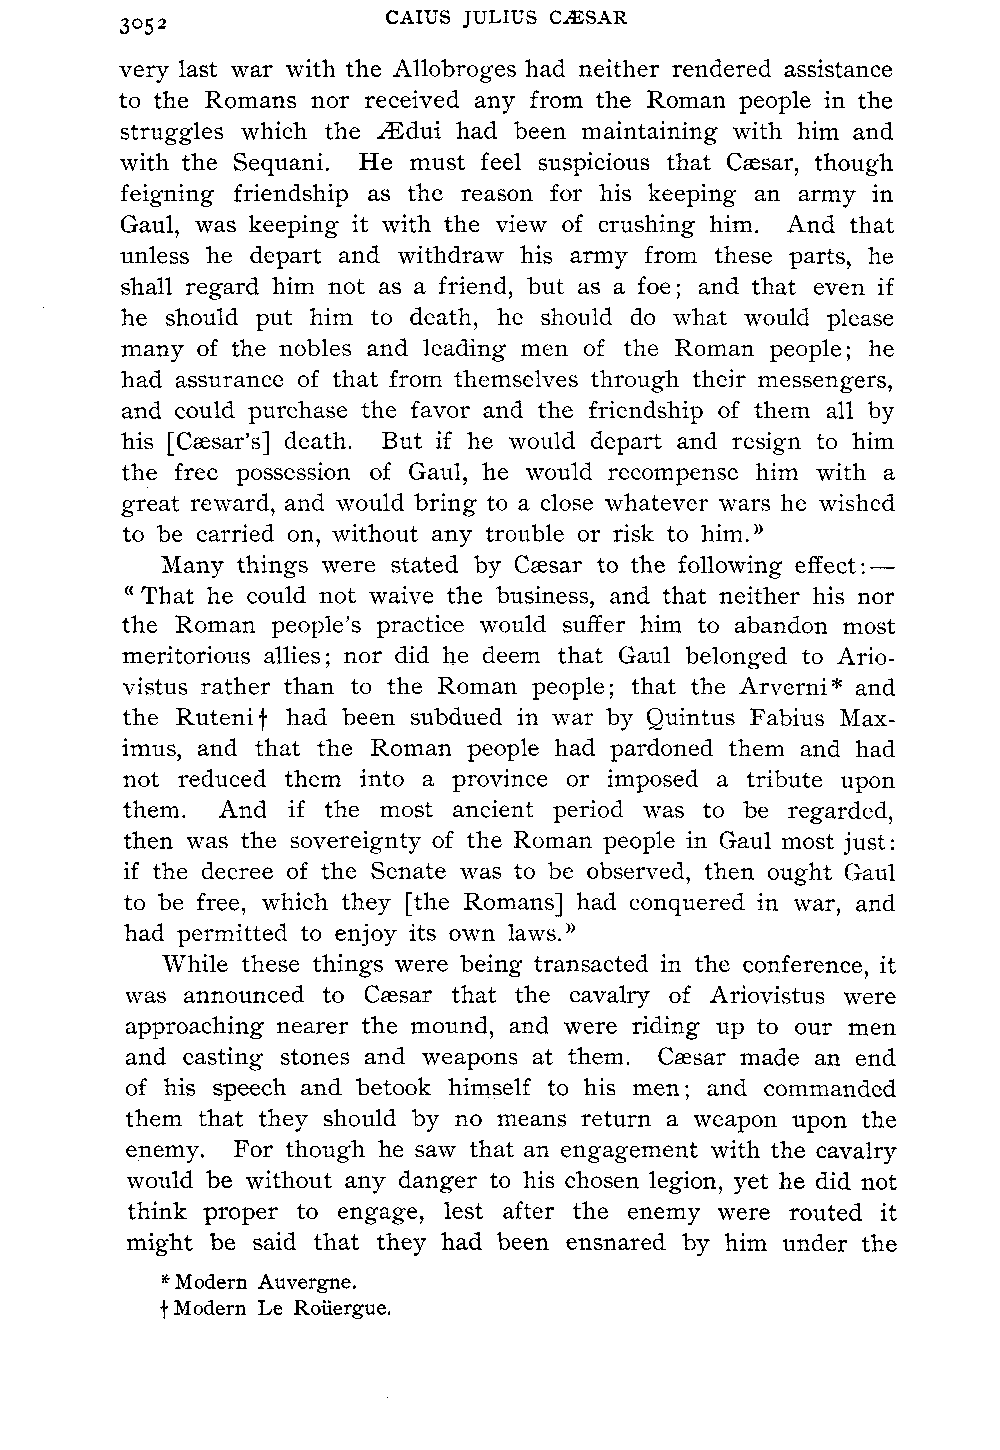 3052
CAIUS JULIUS CÆSAR
very last war with the Allobroges had neither rendered assistance
to the Romans nor received any from the Roman people in the
struggles which the Ædui had been maintaining with him and
with the Sequani. He must feel suspicious that Cæsar, though
feigning friendship as the reason for his keeping an army in
Gaul, was keeping it with the view of crushing him. And that
unless he depart and withdraw his army from these parts, he
shall regard him not as a friend, but as a foe; and that even if
he should put him to death, he should do what would please
many of the nobles and leading men of the Roman people; he
had assurance of that from themselves through their messengers,
and could purchase the favor and the friendship of them all by
his [Cæsar's] death. But if he would depart and resign to him
the free possession of Gaul, he would recompense him with a
great reward, and would bring to a close whatever wars he wished
to be carried on, without any trouble or risk to him.»
Many things were stated by Cæsar to the following effect:—
«That he could not waive the business, and that neither his nor
the Roman people's practice would suffer him to abandon most
meritorious allies; nor did he deem that Gaul belonged to Ario-
vistus rather than to the Roman people; that the Arverni* and
the Ruteni† had been subdued in war by Quintus Fabius Max-
imus, and that the Roman people had pardoned them and had
not reduced them into a province or imposed a tribute upon
them. And if the most ancient period was to be regarded,
then was the sovereignty of the Roman people in Gaul most just:
if the decree of the Senate was to be observed, then ought Gaul
to be free, which they [the Romans] had conquered in war, and
had permitted to enjoy its own laws.»
While these things were being transacted in the conference, it
was announced to Cæsar that the cavalry of Ariovistus were
approaching nearer the mound, and were riding up to our men
and casting stones and weapons at them. Cæsar made an end
of his speech and betook himself to his men; and commanded
them that they should by no means return a weapon upon the
enemy. For though he saw that an engagement with the cavalry
would be without any danger to his chosen legion, yet he did not
think proper to engage, lest after the enemy were routed it
might be said that they had been ensnared by him under the
*Modern Auvergne.
†Modern Le Roüergue.